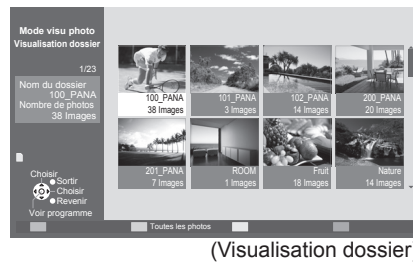 Mode visu photo
Visualisation dossier
1/23
Nom du dossier
100_PANA
Nombre de photos
38 Images
Choisir
Sortir
Choisir
Revenir
Voir programme
100_PANA
38 Images
101_PANA
3 Images
102_PANA
14 Images
200_PANA
20 Images
201_PANA
7 Images
ROOM
1 Images
Fruit
18 Images
Nature
14 Images
Toutes les photos
(Visualisation dossier)